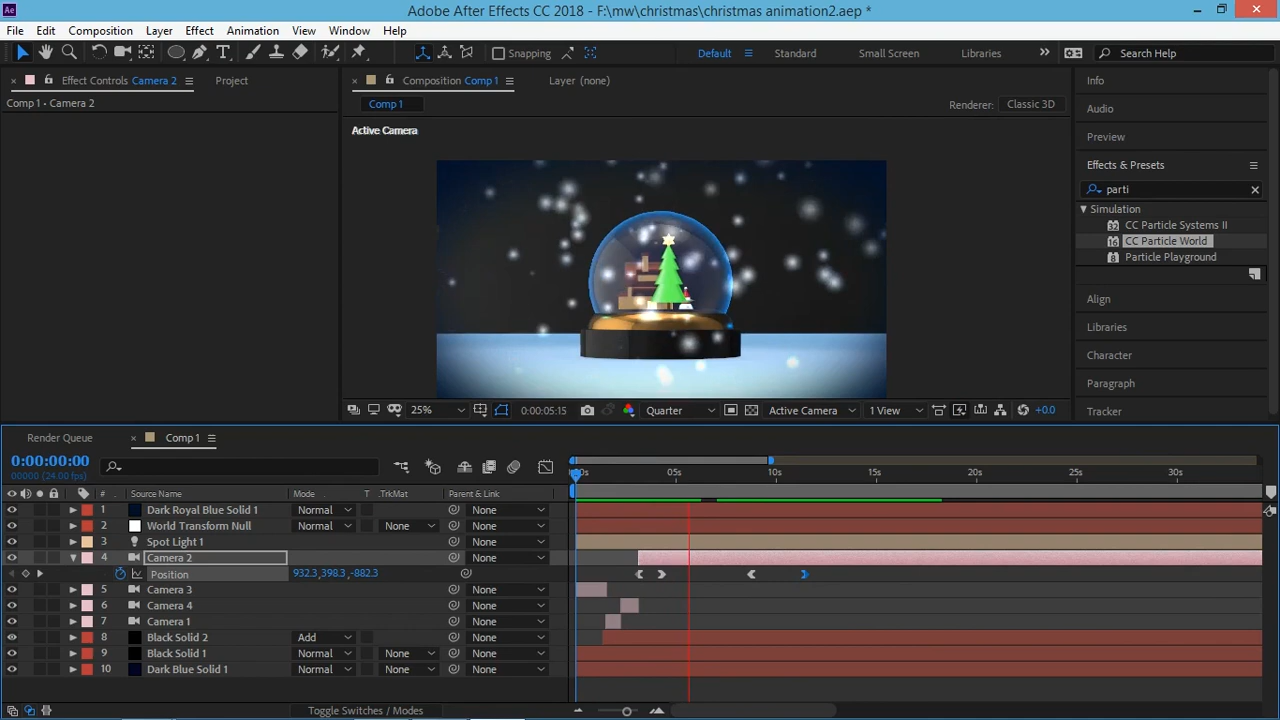 Ae Adobe After Effects CC 2018 - F:\mw\christmas\christmas animation2.aep *
File Edit Composition Layer Effect Animation View Window Help
Snapping Default Standard Small Screen Libraries Search Help
Effect Controls Camera 2 Project
Composition Comp 1 Layer (none)
Info
Comp 1 • Camera 2
Comp 1
Renderer: Classic 3D
Audio
Active Camera
Preview
Effects & Presets
parti
Simulation
CC Particle Systems II
CC Particle World
Particle Playground
Align
Libraries
Character
Paragraph
Tracker
25% 0:00:05:15 Quarter Active Camera 1 View +0.0
Render Queue Comp 1
0:00:00:00
00000 (24.00 fps)
05s 10s 15s 20s 25s 30s
# Source Name Mode T .TrkMat Parent & Link
1 Dark Royal Blue Solid 1 Normal None
2 World Transform Null Normal None None
3 Spot Light 1 None
4 Camera 2 None
Position 932.3,398.3,-882.3
5 Camera 3 None
6 Camera 4 None
7 Camera 1 None
8 Black Solid 2 Add None
9 Black Solid 1 Normal None None
10 Dark Blue Solid 1 Normal None None
Toggle Switches / Modes